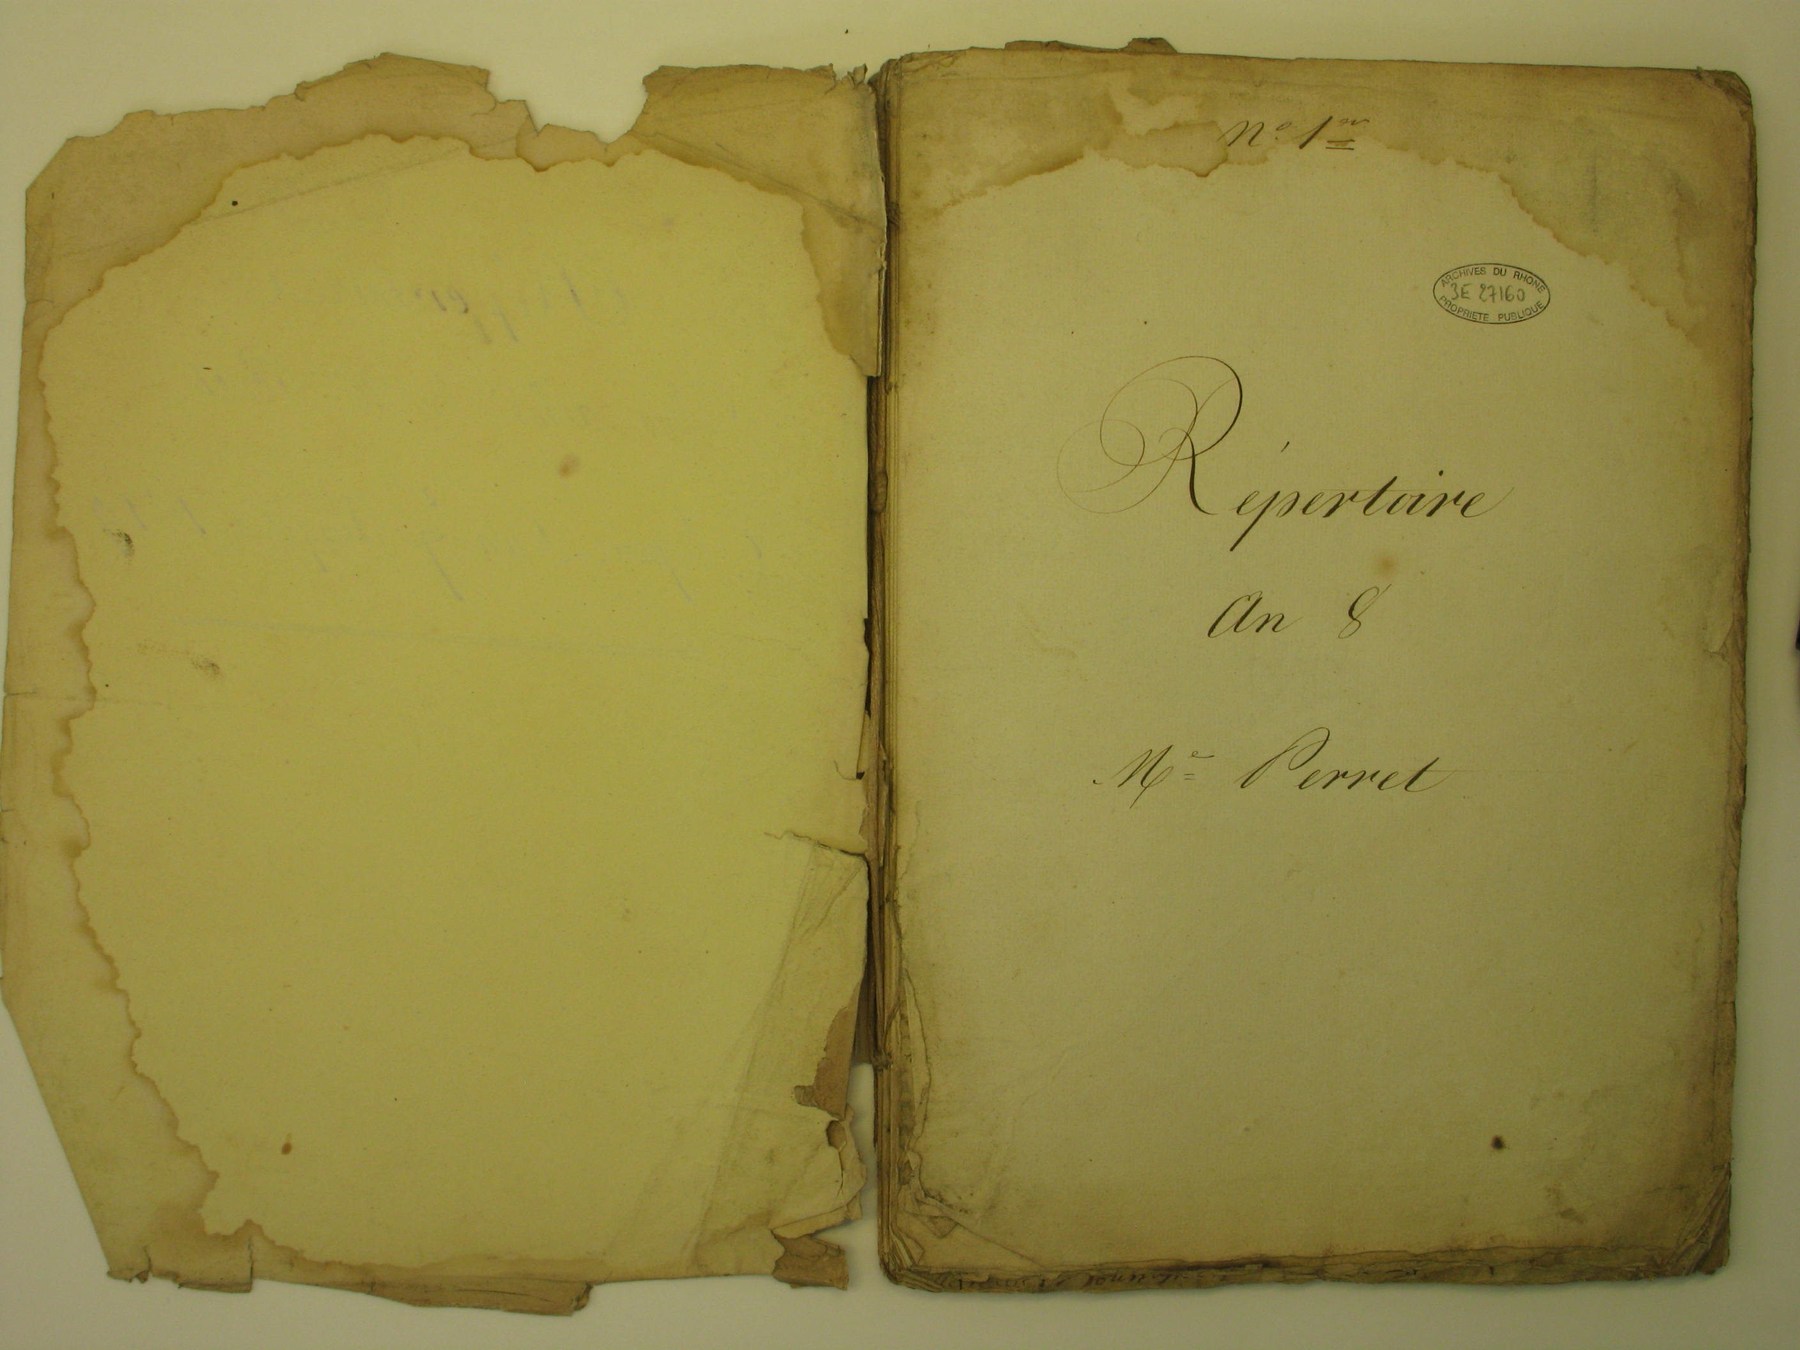 N.º 1er
ARCHIVES DU RHONE
3E 27160
PROPRIETE PUBLIQUE
Répertoire
An 8
Me Perret